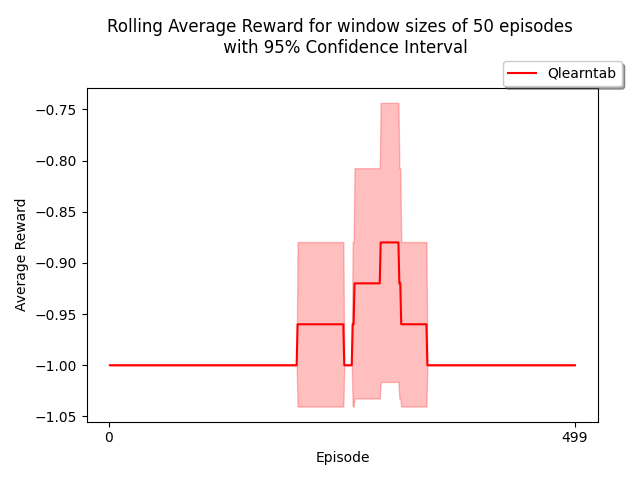 Rolling Average Reward for window sizes of 50 episodes
with 95% Confidence Interval
Qlearntab
−0.75
−0.80
−0.85
−0.90
−0.95
−1.00
−1.05
Average Reward
0
499
Episode